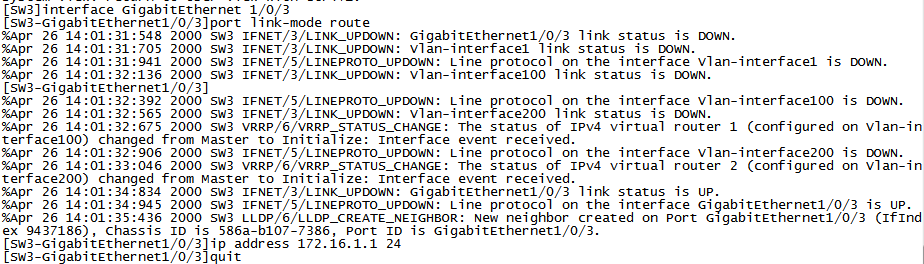 [SW3]interface GigabitEthernet 1/0/3
[SW3-GigabitEthernet1/0/3]port link-mode route
%Apr 26 14:01:31:548 2000 SW3 IFNET/3/LINK_UPDOWN: GigabitEthernet1/0/3 link status is DOWN.
%Apr 26 14:01:31:705 2000 SW3 IFNET/3/LINK_UPDOWN: Vlan-interface1 link status is DOWN.
%Apr 26 14:01:31:941 2000 SW3 IFNET/5/LINEPROTO_UPDOWN: Line protocol on the interface Vlan-interface1 is DOWN.
%Apr 26 14:01:32:136 2000 SW3 IFNET/3/LINK_UPDOWN: Vlan-interface100 link status is DOWN.
[SW3-GigabitEthernet1/0/3]
%Apr 26 14:01:32:392 2000 SW3 IFNET/5/LINEPROTO_UPDOWN: Line protocol on the interface Vlan-interface100 is DOWN.
%Apr 26 14:01:32:565 2000 SW3 IFNET/3/LINK_UPDOWN: Vlan-interface200 link status is DOWN.
%Apr 26 14:01:32:675 2000 SW3 VRRP/6/VRRP_STATUS_CHANGE: The status of IPv4 virtual router 1 (configured on Vlan-in
terface100) changed from Master to Initialize: Interface event received.
%Apr 26 14:01:32:906 2000 SW3 IFNET/5/LINEPROTO_UPDOWN: Line protocol on the interface Vlan-interface200 is DOWN.
%Apr 26 14:01:33:046 2000 SW3 VRRP/6/VRRP_STATUS_CHANGE: The status of IPv4 virtual router 2 (configured on Vlan-in
terface200) changed from Master to Initialize: Interface event received.
%Apr 26 14:01:34:834 2000 SW3 IFNET/3/LINK_UPDOWN: GigabitEthernet1/0/3 link status is UP.
%Apr 26 14:01:34:945 2000 SW3 IFNET/5/LINEPROTO_UPDOWN: Line protocol on the interface GigabitEthernet1/0/3 is UP.
%Apr 26 14:01:35:436 2000 SW3 LLDP/6/LLDP_CREATE_NEIGHBOR: New neighbor created on Port GigabitEthernet1/0/3 (IfInd
ex 9437186), Chassis ID is 586a-b107-7386, Port ID is GigabitEthernet1/0/3.
[SW3-GigabitEthernet1/0/3]ip address 172.16.1.1 24
[SW3-GigabitEthernet1/0/3]quit